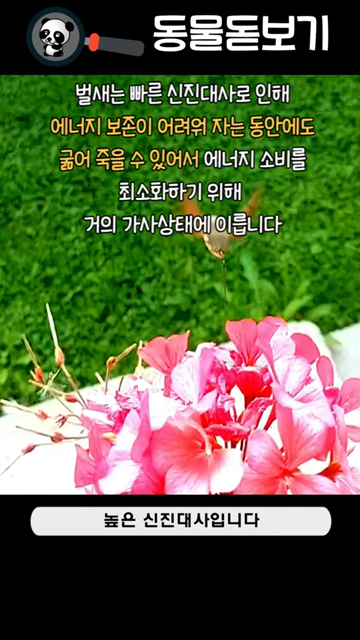 동물돋보기
벌새는 빠른 신진대사로 인해
에너지 보존이 어려워 자는 동안에도
굶어 죽을 수 있어서 에너지 소비를
최소화하기 위해
거의 가사상태에 이릅니다
높은 신진대사입니다